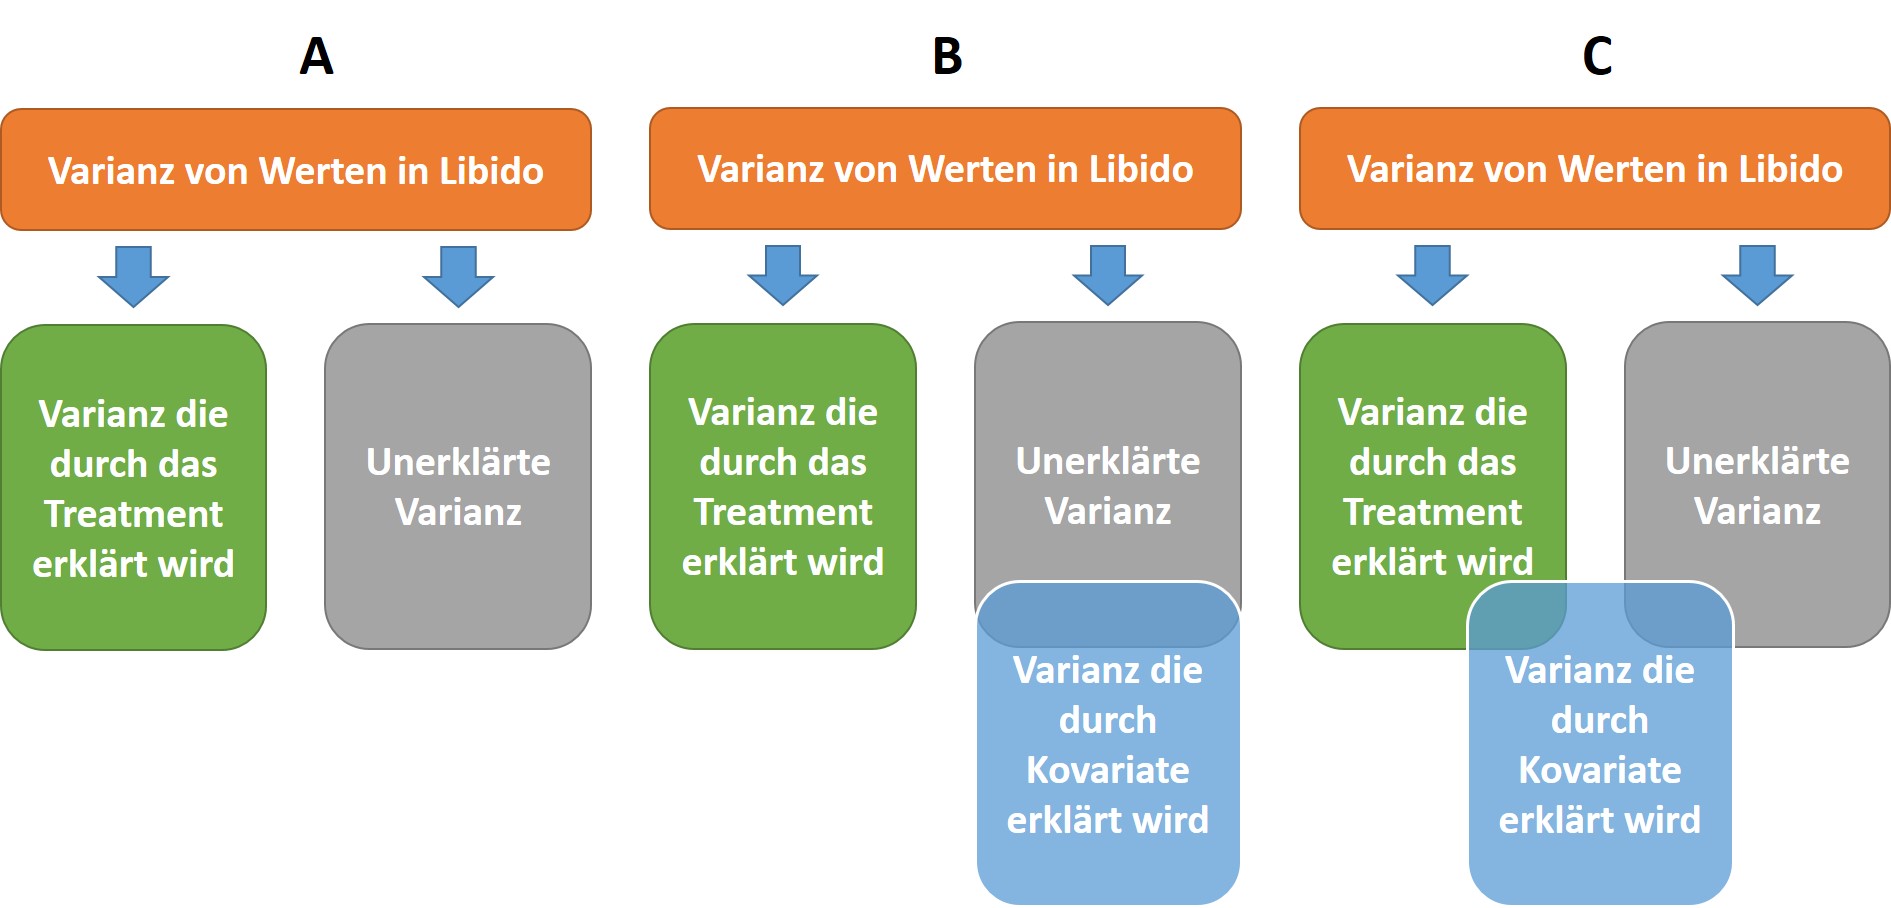 A
Varianz von Werten in Libido
Varianz die
durch das
Treatment
erklärt wird
Unerklärte
Varianz
B
Varianz von Werten in Libido
Varianz die
durch das
Treatment
erklärt wird
Unerklärte
Varianz
Varianz die
durch
Kovariate
erklärt wird
C
Varianz von Werten in Libido
Varianz die
durch das
Treatment
erklärt wird
Unerklärte
Varianz
Varianz die
durch
Kovariate
erklärt wird